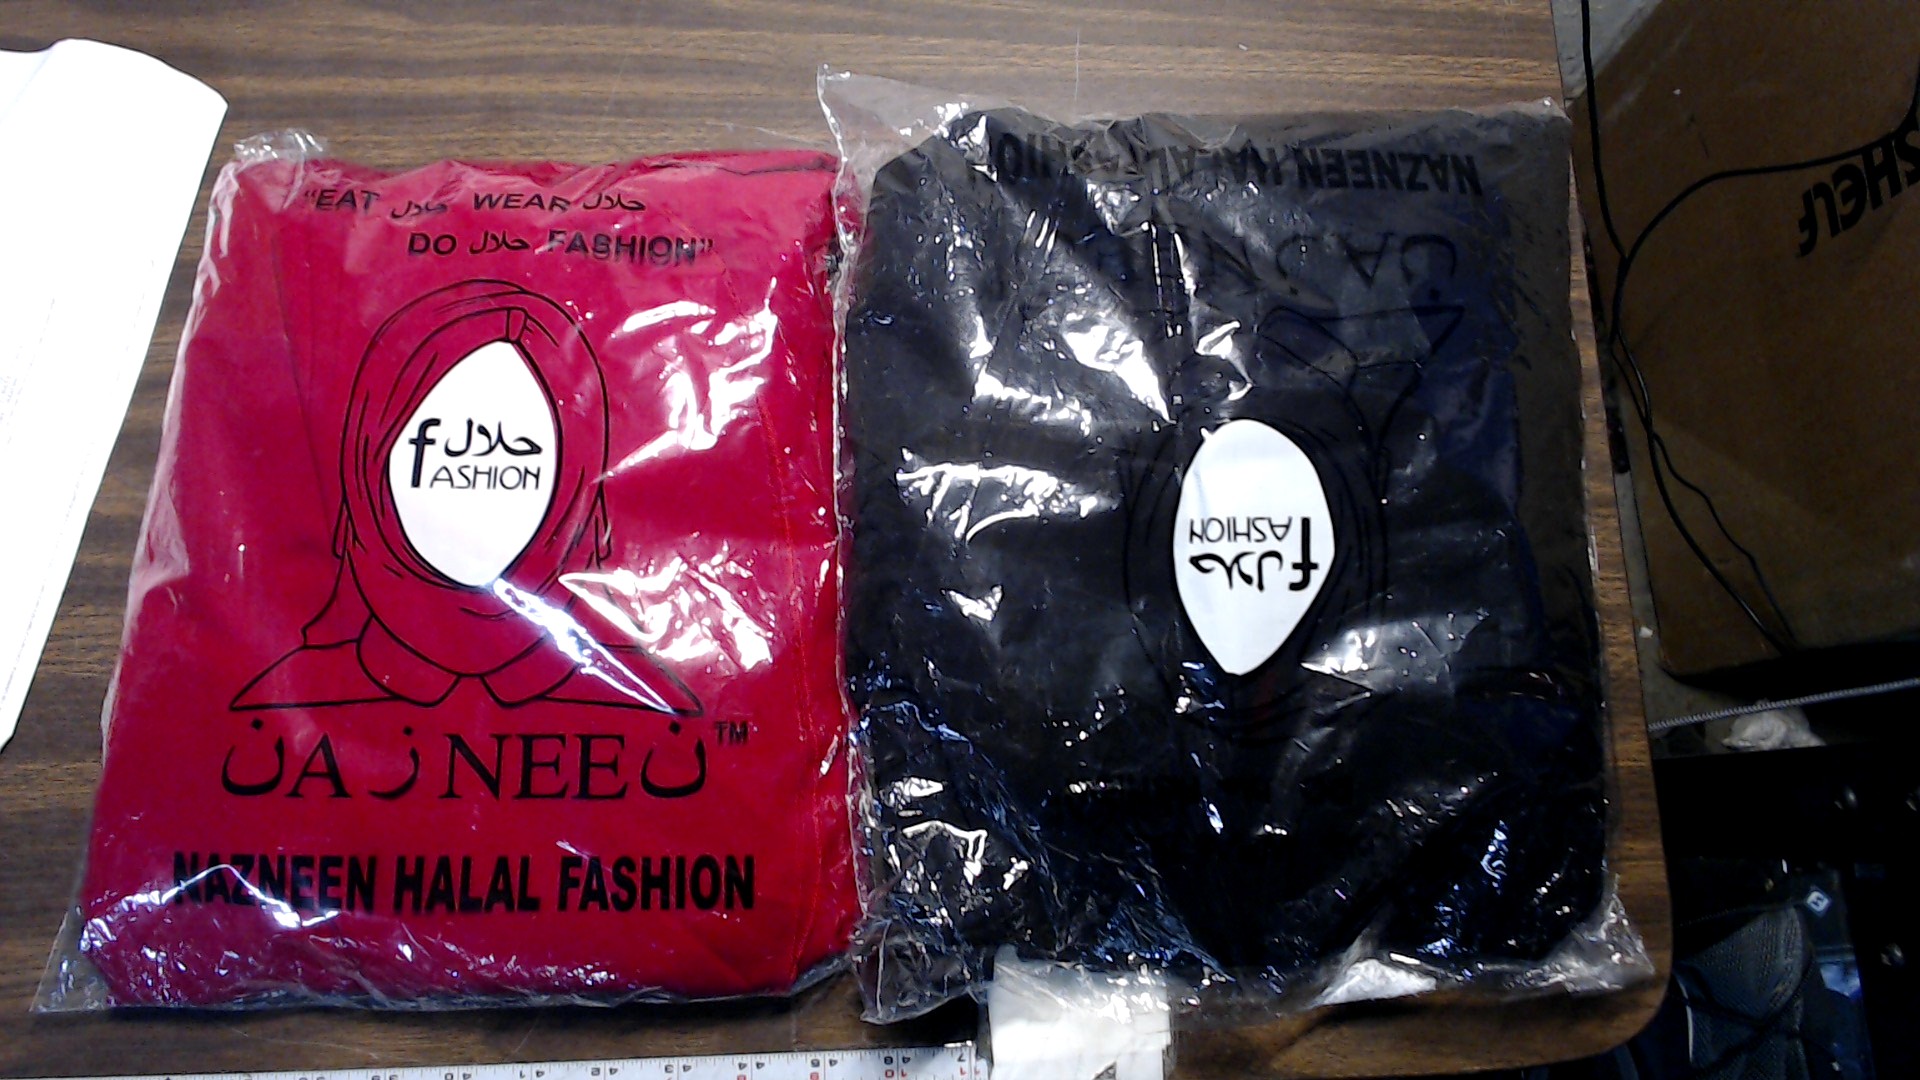 "EAT حلال WEAR حلال
DO حلال FASHION"
f حلال
ASHION
نA ز NEEن™
NAZNEEN HALAL FASHION
NAZNEEN HALAL FASHION
f حلال
ASHION
SHELF